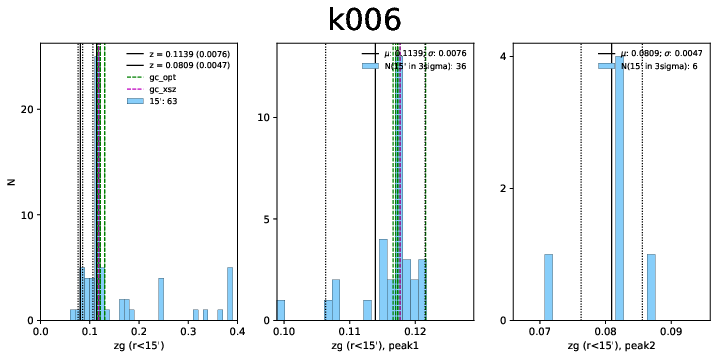 k006
z = 0.1139 (0.0076)
z = 0.0809 (0.0047)
gc_opt
gc_xsz
15': 63
N
20
10
0
0.0 0.1 0.2 0.3 0.4
zg (r<15')
μ: 0.1139; σ: 0.0076
N(15' in 3sigma): 36
10
5
0
0.10 0.11 0.12
zg (r<15'), peak1
μ: 0.0809; σ: 0.0047
N(15' in 3sigma): 6
4
2
0
0.07 0.08 0.09
zg (r<15'), peak2